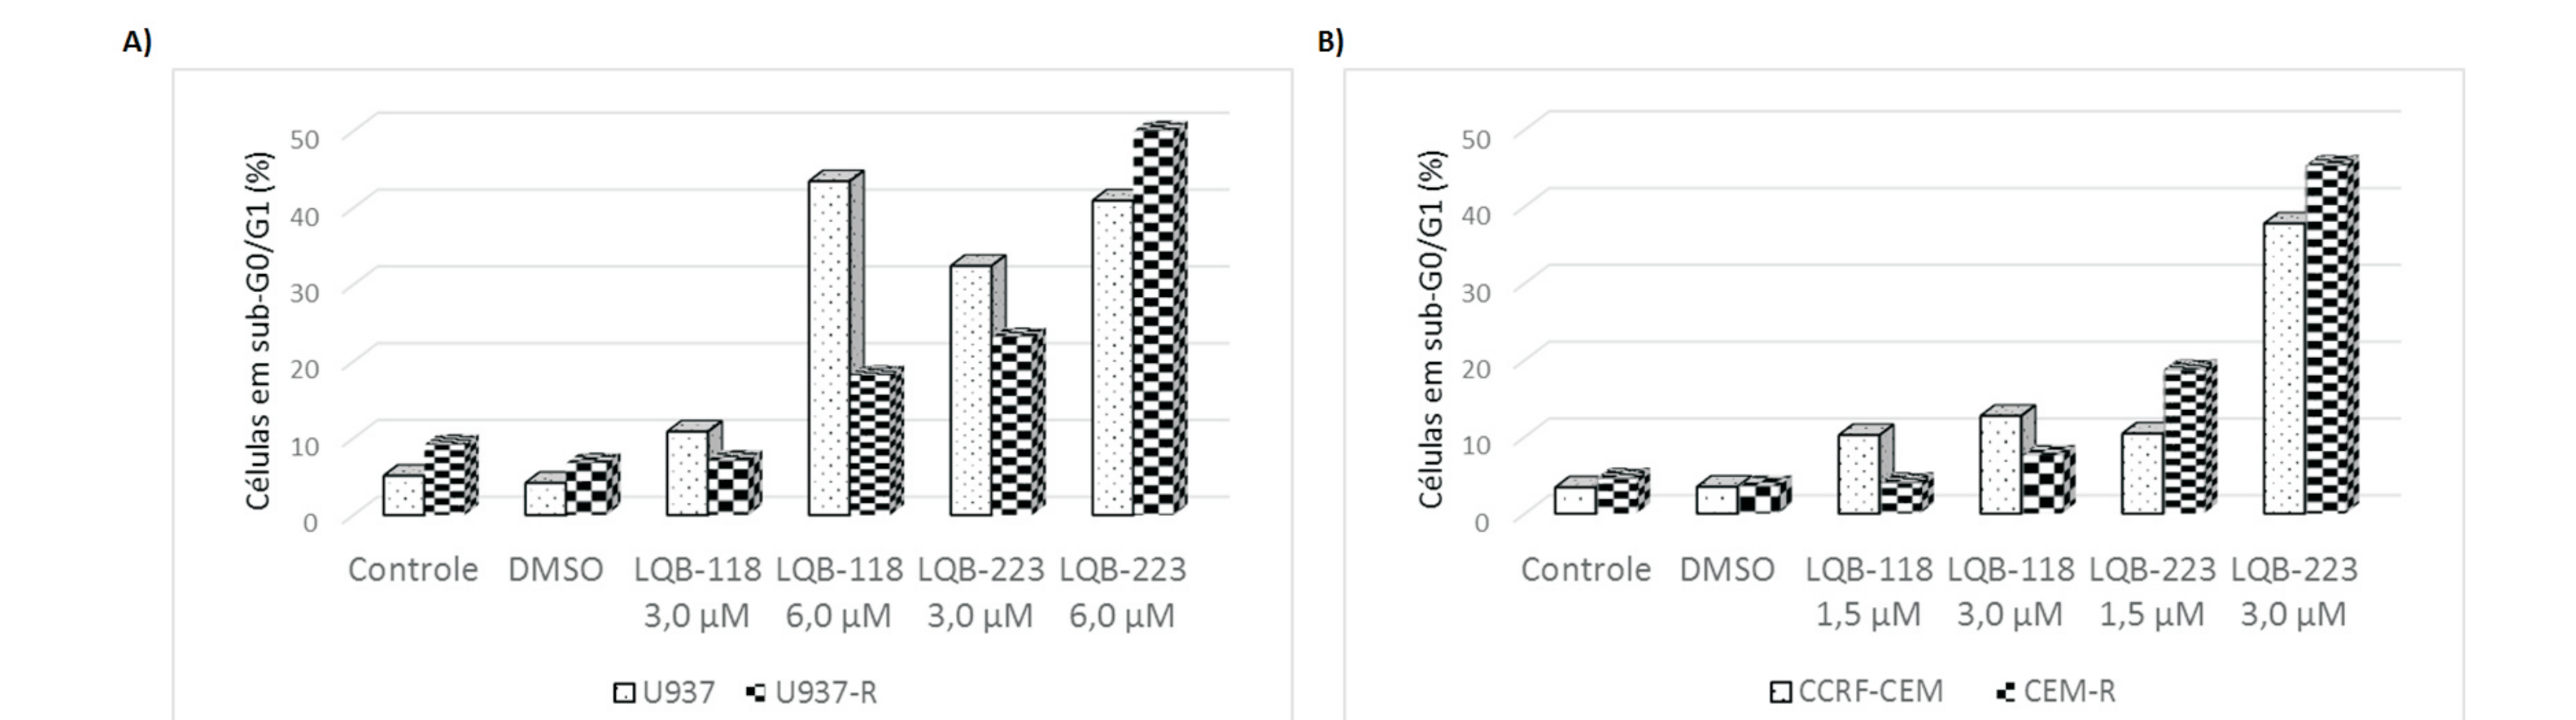 A)
Células em sub-G0/G1 (%)
50
40
30
20
10
0
Controle DMSO LQB-118 LQB-118 LQB-223 LQB-223
3,0 µM 6,0 µM 3,0 µM 6,0 µM
U937 U937-R
B)
Células em sub-G0/G1 (%)
50
40
30
20
10
0
Controle DMSO LQB-118 LQB-118 LQB-223 LQB-223
1,5 µM 3,0 µM 1,5 µM 3,0 µM
CCRF-CEM CEM-R